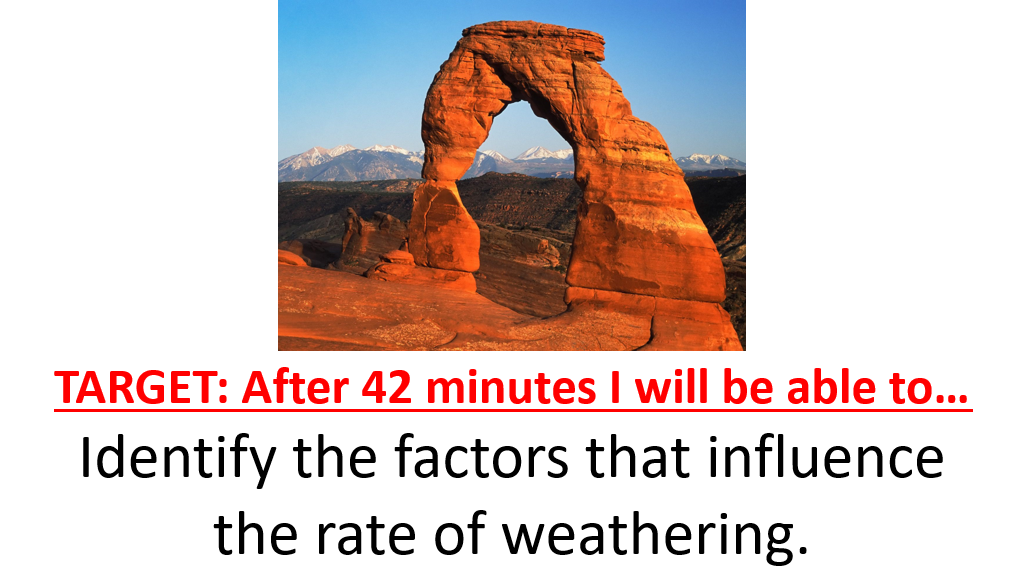 TARGET: After 42 minutes I will be able to…
Identify the factors that influence
the rate of weathering.